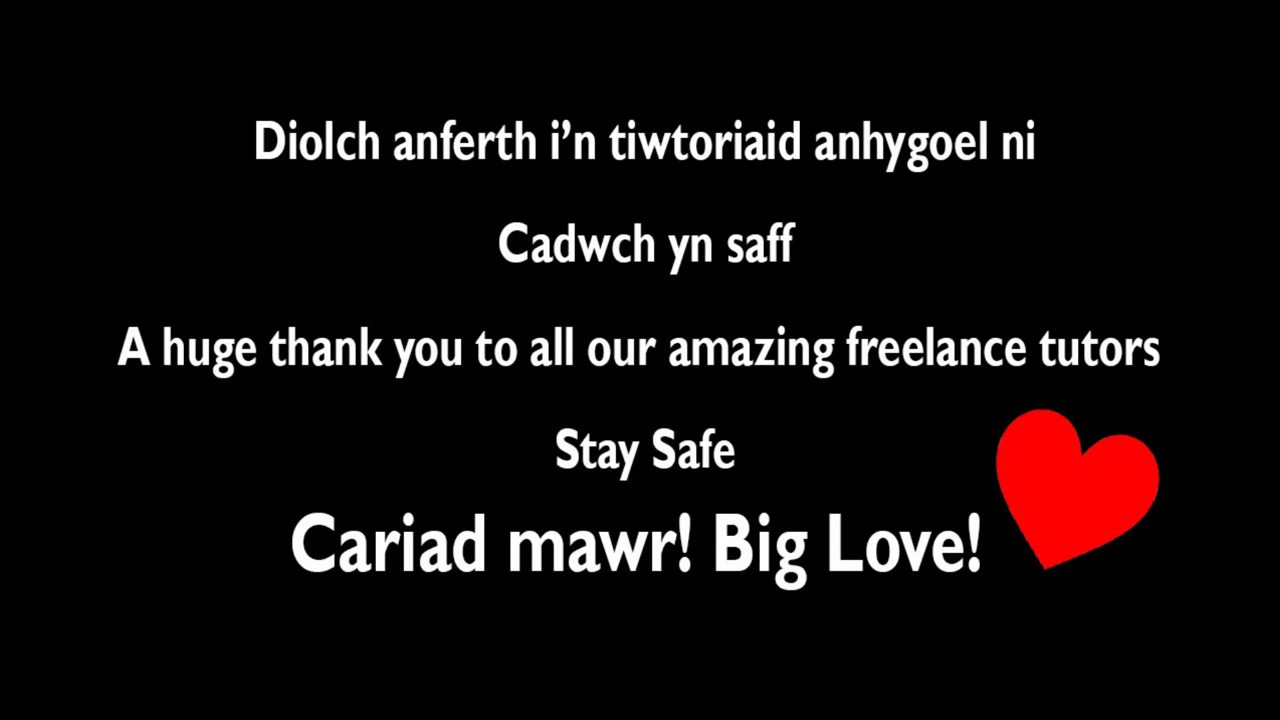 Diolch anferth i’n tiwtoriaid anhygoel ni
Cadwch yn saff
A huge thank you to all our amazing freelance tutors
Stay Safe
Cariad mawr! Big Love!